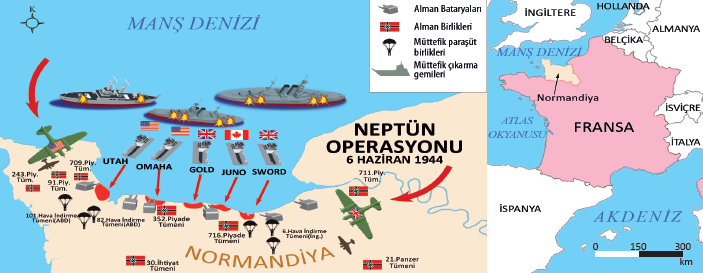 K
MANŞ DENİZİ
Alman Bataryaları
Alman Birlikleri
Müttefik paraşüt
birlikleri
Müttefik çıkarma
gemileri
NEPTÜN
OPERASYONU
6 HAZİRAN 1944
UTAH
OMAHA
GOLD
JUNO
SWORD
709.Piy.
Tüm.
243.Piy.
Tüm.
91.Piy.
Tüm.
711.Piy.
Tüm.
101.Hava İndirme
Tümeni(ABD)
82.Hava İndirme
Tümeni(ABD)
352.Piyade
Tümeni
716.Piyade
Tümeni
6.Hava İndirme
Tümeni(İng.)
30.İhtiyat
Tümeni
NORMANDİYA
21.Panzer
Tümeni
İNGİLTERE
HOLLANDA
ALMANYA
BELÇİKA
MANŞ DENİZİ
Normandiya
ATLAS
OKYANUSU
FRANSA
İSVİÇRE
İTALYA
İSPANYA
AKDENİZ
0 150 300
km